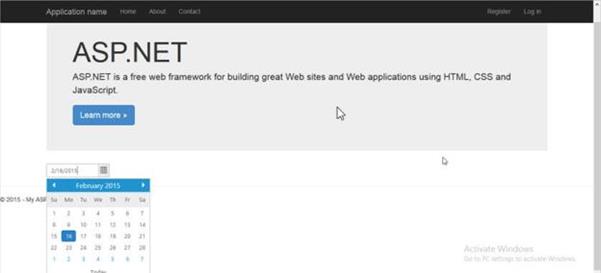 Application name Home About Contact Register Log in
ASP.NET
ASP.NET is a free web framework for building great Web sites and Web applications using HTML, CSS and
JavaScript.
Learn more »
2/16/2015
February 2015
Su Mo Tu We Th Fr Sa
1 2 3 4 5 6 7
8 9 10 11 12 13 14
15 16 17 18 19 20 21
22 23 24 25 26 27 28
1 2 3 4 5 6 7
Today
© 2015 - My ASP
Activate Windows
Go to PC settings to activate Windows.